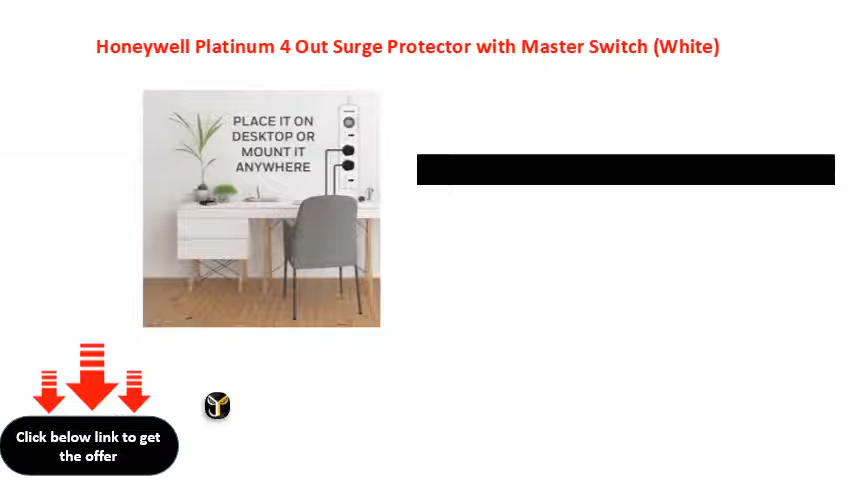 Honeywell Platinum 4 Out Surge Protector with Master Switch (White)
PLACE IT ON
DESKTOP OR
MOUNT IT
ANYWHERE
Click below link to get
the offer